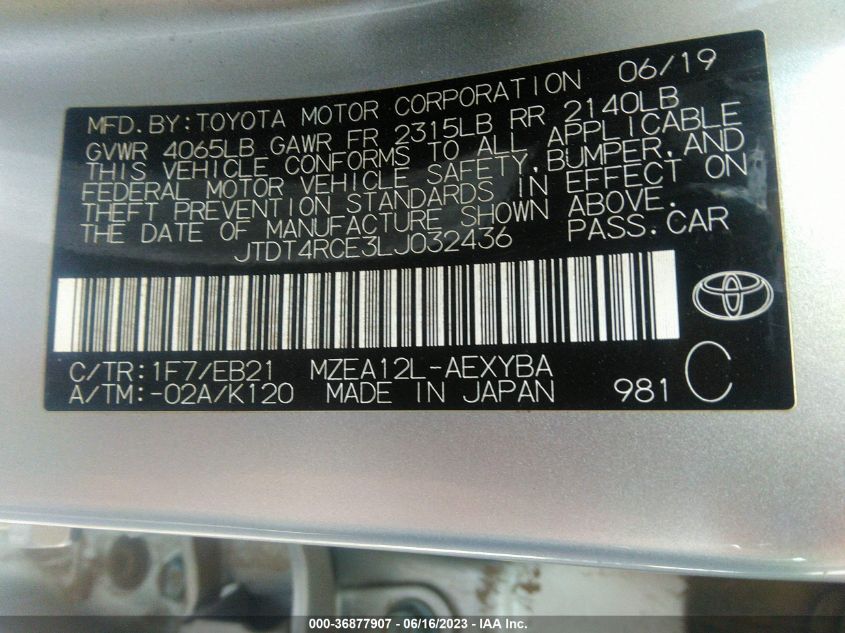 MFD. BY: TOYOTA MOTOR CORPORATION 06/19
GVWR 4065LB GAWR FR 2315LB RR 2140LB
THIS VEHICLE CONFORMS TO ALL APPLICABLE
FEDERAL MOTOR VEHICLE SAFETY, BUMPER, AND
THEFT PREVENTION STANDARDS IN EFFECT ON
THE DATE OF MANUFACTURE SHOWN ABOVE.
JTDT4RCE3LJ032436 PASS. CAR
C/TR: 1F7/EB21 MZEA12L-AEXYBA C
A/TM: -02A/K120 MADE IN JAPAN 981
000-36877907 - 06/16/2023 - IAA Inc.